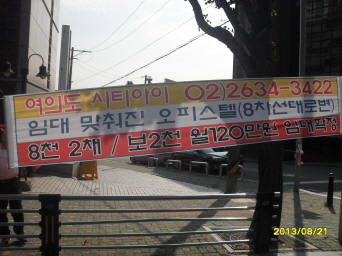 여의도 시티아이 02)2634-3422
임대 맞춰진 오피스텔(8차선대로변)
8천 2채 / 보2천 월120만원 임대확정
2013/08/21